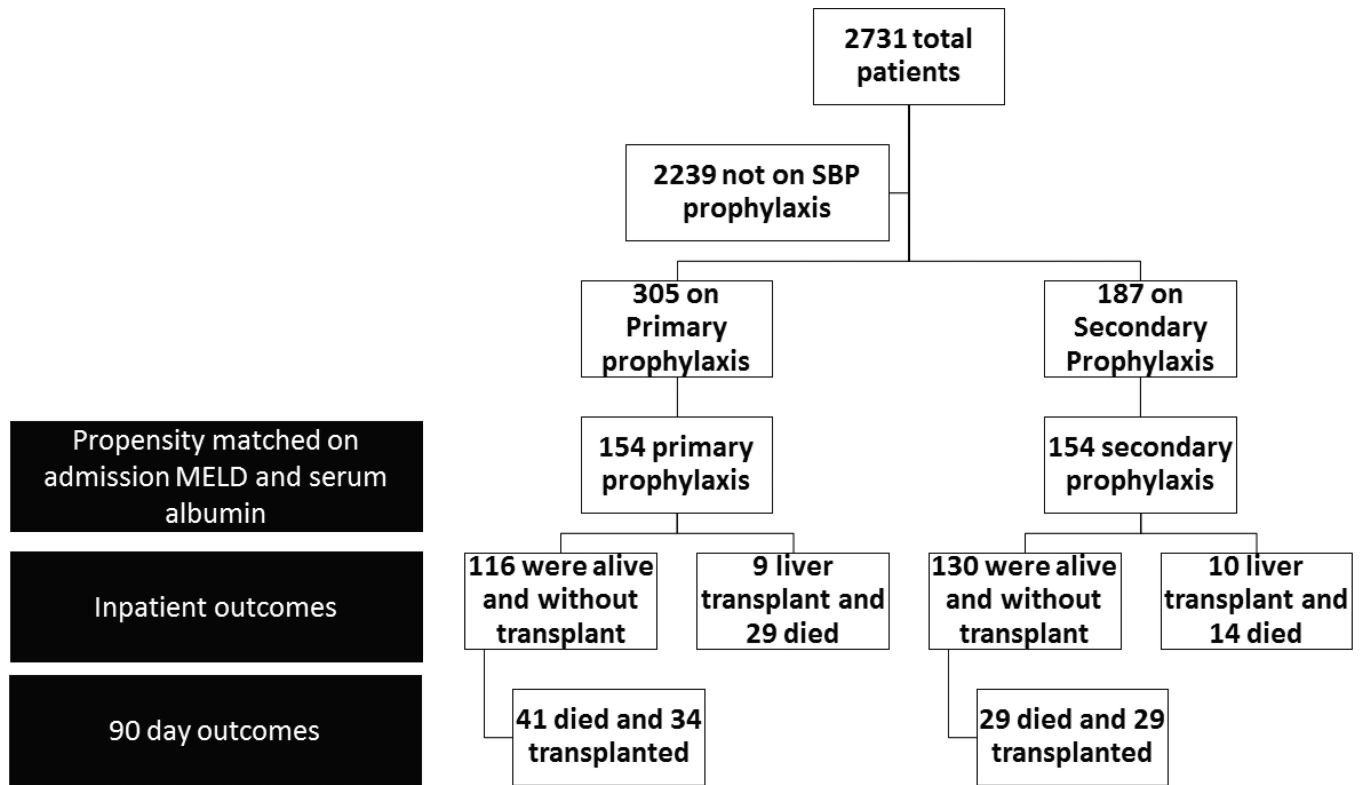 2731 total
patients
2239 not on SBP
prophylaxis
305 on
Primary
prophylaxis
187 on
Secondary
Prophylaxis
Propensity matched on
admission MELD and serum
albumin
154 primary
prophylaxis
154 secondary
prophylaxis
Inpatient outcomes
116 were alive
and without
transplant
9 liver
transplant and
29 died
130 were alive
and without
transplant
10 liver
transplant and
14 died
90 day outcomes
41 died and 34
transplanted
29 died and 29
transplanted